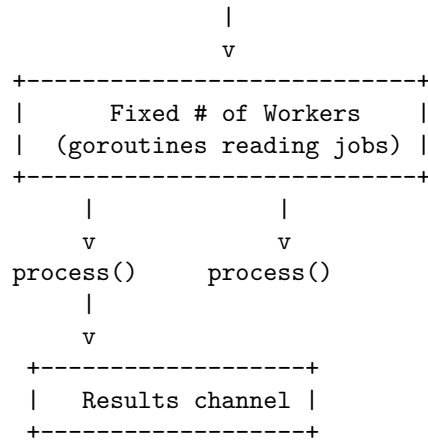 |
               v
+----------------------------+
|      Fixed # of Workers    |
|  (goroutines reading jobs) |
+----------------------------+
     |             |
     v             v
process()     process()
     |
     v
 +-------------------+
 |   Results channel |
 +-------------------+